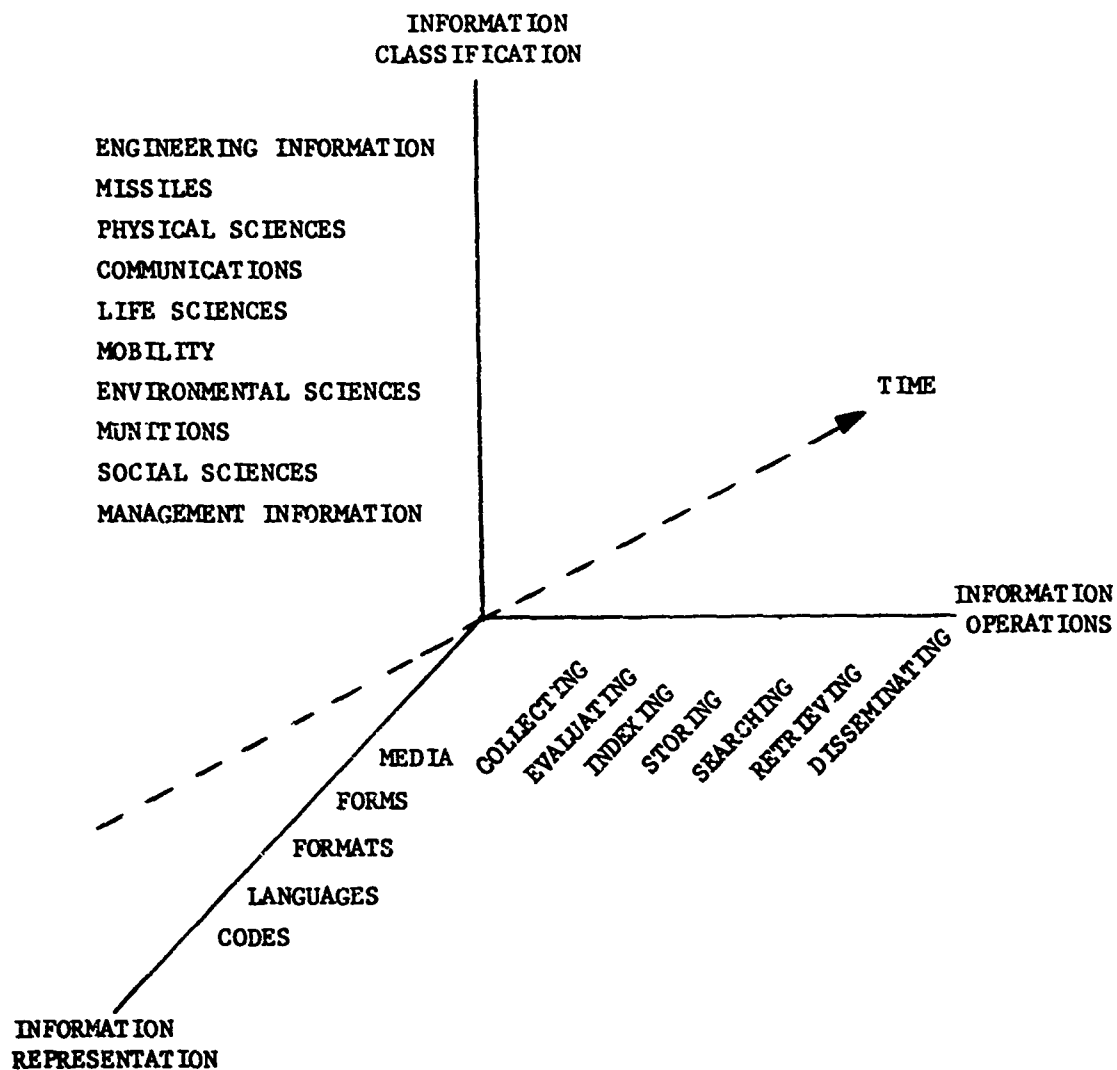 INFORMATION
CLASSIFICATION
ENGINEERING INFORMATION
MISSILES
PHYSICAL SCIENCES
COMMUNICATIONS
LIFE SCIENCES
MOBILITY
ENVIRONMENTAL SCIENCES
MUNITIONS
SOCIAL SCIENCES
MANAGEMENT INFORMATION
TIME
INFORMATION
OPERATIONS
COLLECTING
EVALUATING
INDEXING
STORING
SEARCHING
RETRIEVING
DISSEMINATING
MEDIA
FORMS
FORMATS
LANGUAGES
CODES
INFORMATION
REPRESENTATION